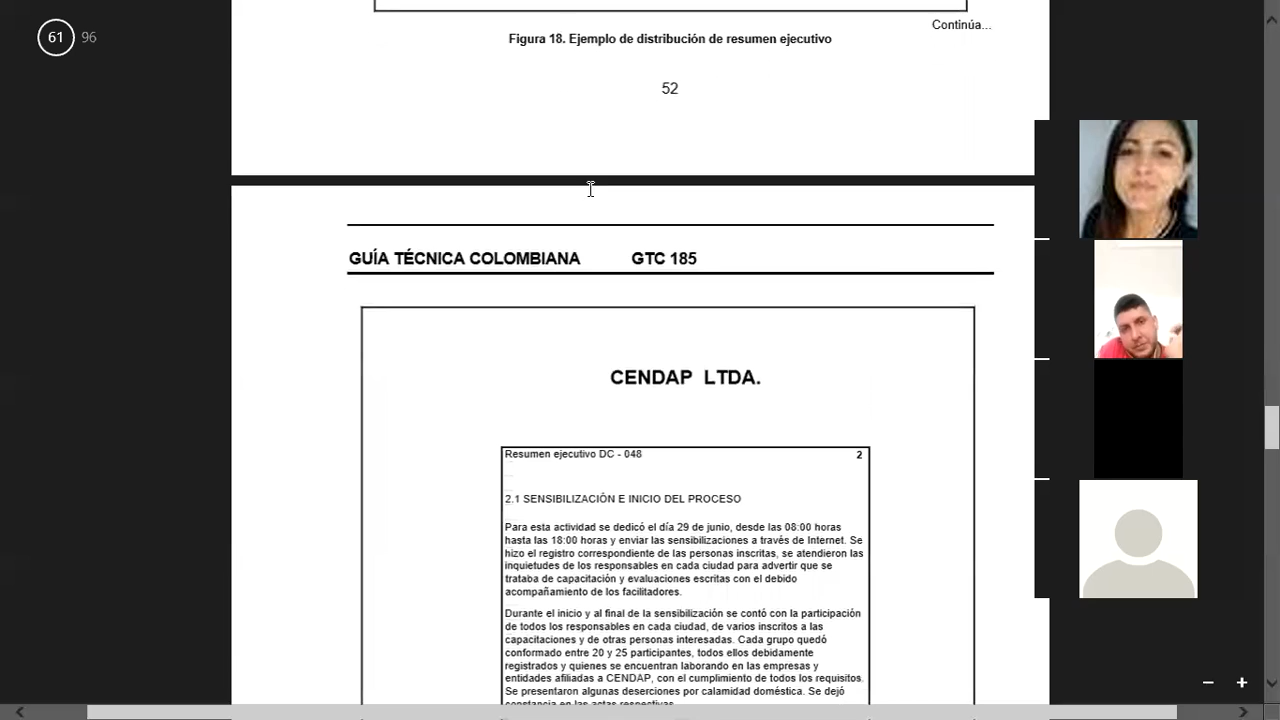 61 96
Continúa...
Figura 18. Ejemplo de distribución de resumen ejecutivo
52
GUÍA TÉCNICA COLOMBIANA GTC 185
CENDAP LTDA.
Resumen ejecutivo DC - 048 2
2.1 SENSIBILIZACIÓN E INICIO DEL PROCESO
Para esta actividad se dedicó el día 29 de junio, desde las 08:00 horas
hasta las 18:00 horas y enviar las sensibilizaciones a través de Internet. Se
hizo el registro correspondiente de las personas inscritas, se atendieron las
inquietudes de los responsables en cada ciudad para advertir que se
trataba de capacitación y evaluaciones escritas con el debido
acompañamiento de los facilitadores.
Durante el inicio y al final de la sensibilización se contó con la participación
de todos los responsables en cada ciudad, de varios inscritos a las
capacitaciones y de otras personas interesadas. Cada grupo quedó
conformado entre 20 y 25 participantes, todos ellos debidamente
registrados y quienes se encuentran laborando en las empresas y
entidades afiliadas a CENDAP, con el cumplimiento de todos los requisitos.
Se presentaron algunas deserciones por calamidad doméstica. Se dejó
constancia en las actas respectivas.